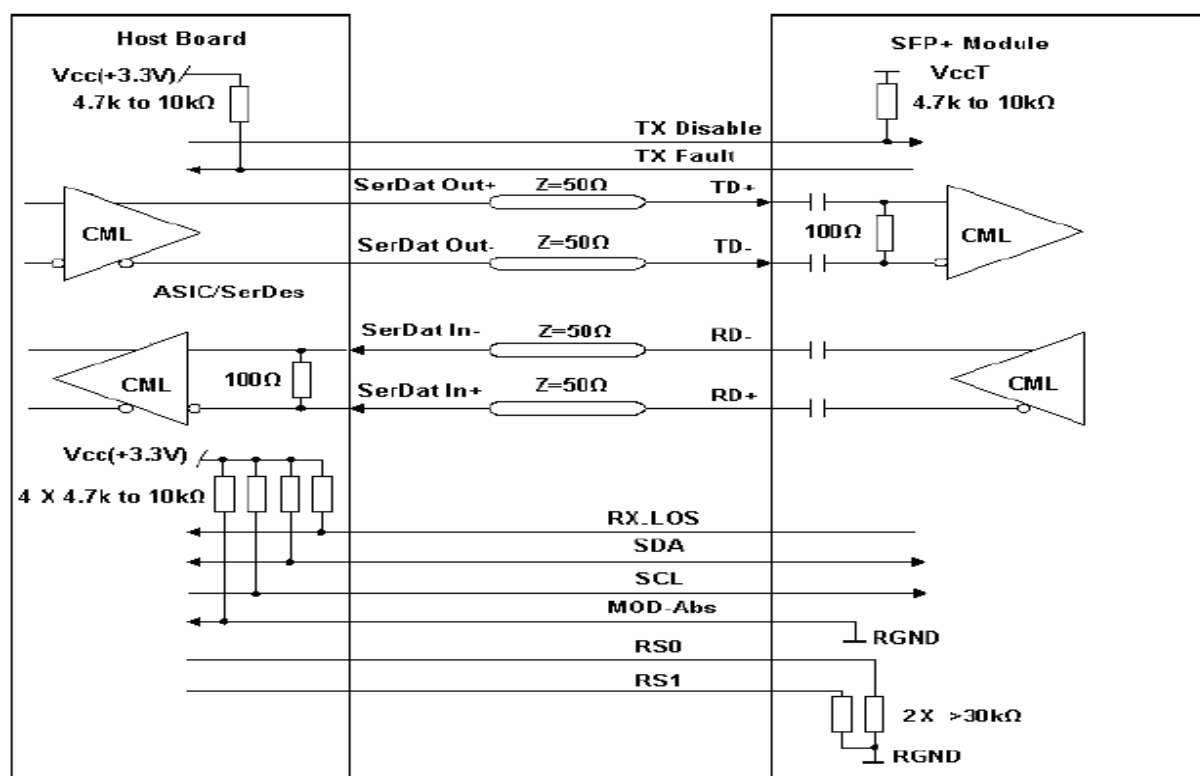 Host Board
SFP+ Module
Vcc(+3.3V)
4.7k to 10kΩ
VccT
4.7k to 10kΩ
TX Disable
TX Fault
SerDat Out+
Z=50Ω
TD+
CML
100Ω
CML
SerDat Out-
Z=50Ω
TD-
ASIC/SerDes
SerDat In-
Z=50Ω
RD-
CML
100Ω
SerDat In+
Z=50Ω
RD+
CML
Vcc(+3.3V)
4 X 4.7k to 10kΩ
RX_LOS
SDA
SCL
MOD-Abs
RGND
RS0
RS1
2X >30kΩ
RGND